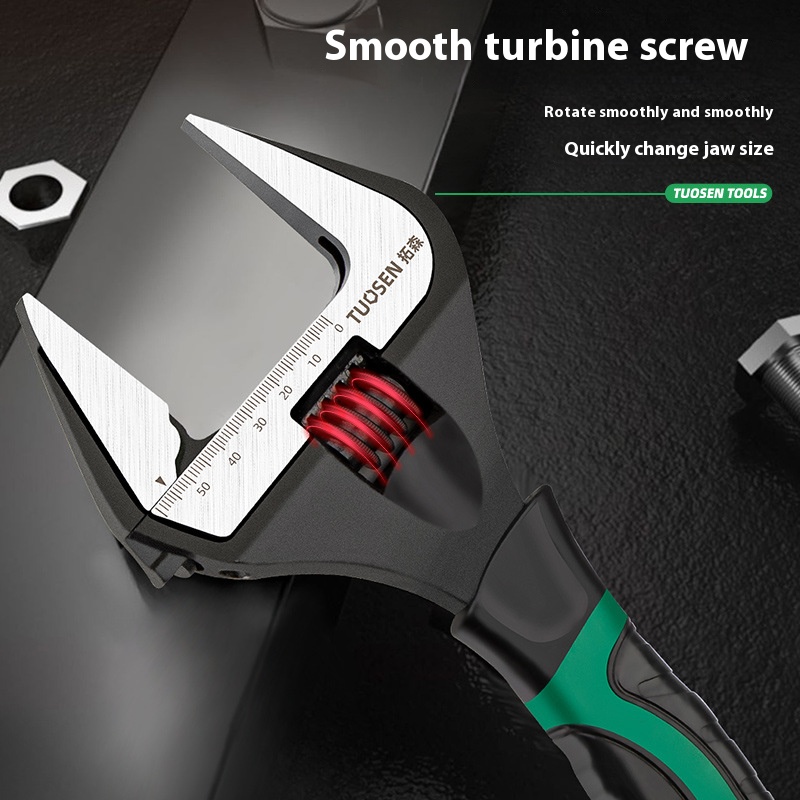 Smooth turbine screw
Rotate smoothly and smoothly
Quickly change jaw size
TUOSEN TOOLS
TUOSEN 拓森
0
10
20
30
40
50